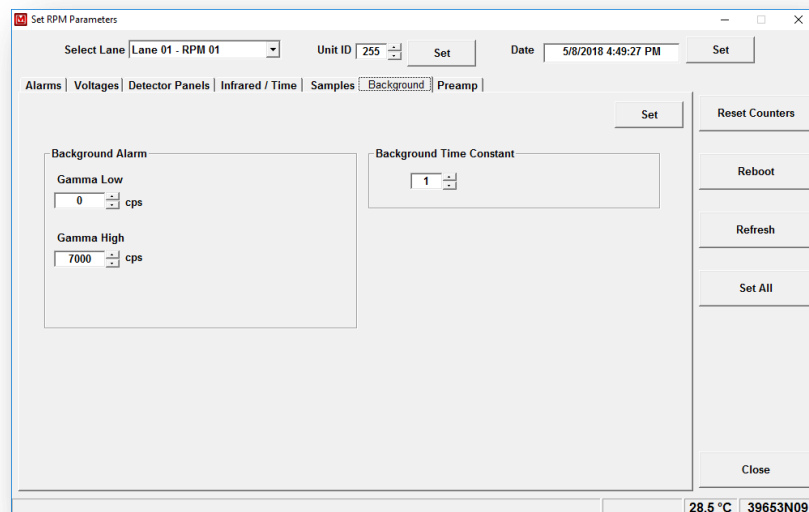 Set RPM Parameters
Select Lane Lane 01 - RPM 01 Unit ID 255 Set Date 5/8/2018 4:49:27 PM Set
Alarms Voltages Detector Panels Infrared / Time Samples Background Preamp
Set Reset Counters
Background Alarm Background Time Constant
Gamma Low 1 Reboot
0 cps
Gamma High Refresh
7000 cps
Set All
Close
28.5 °C 39653N09